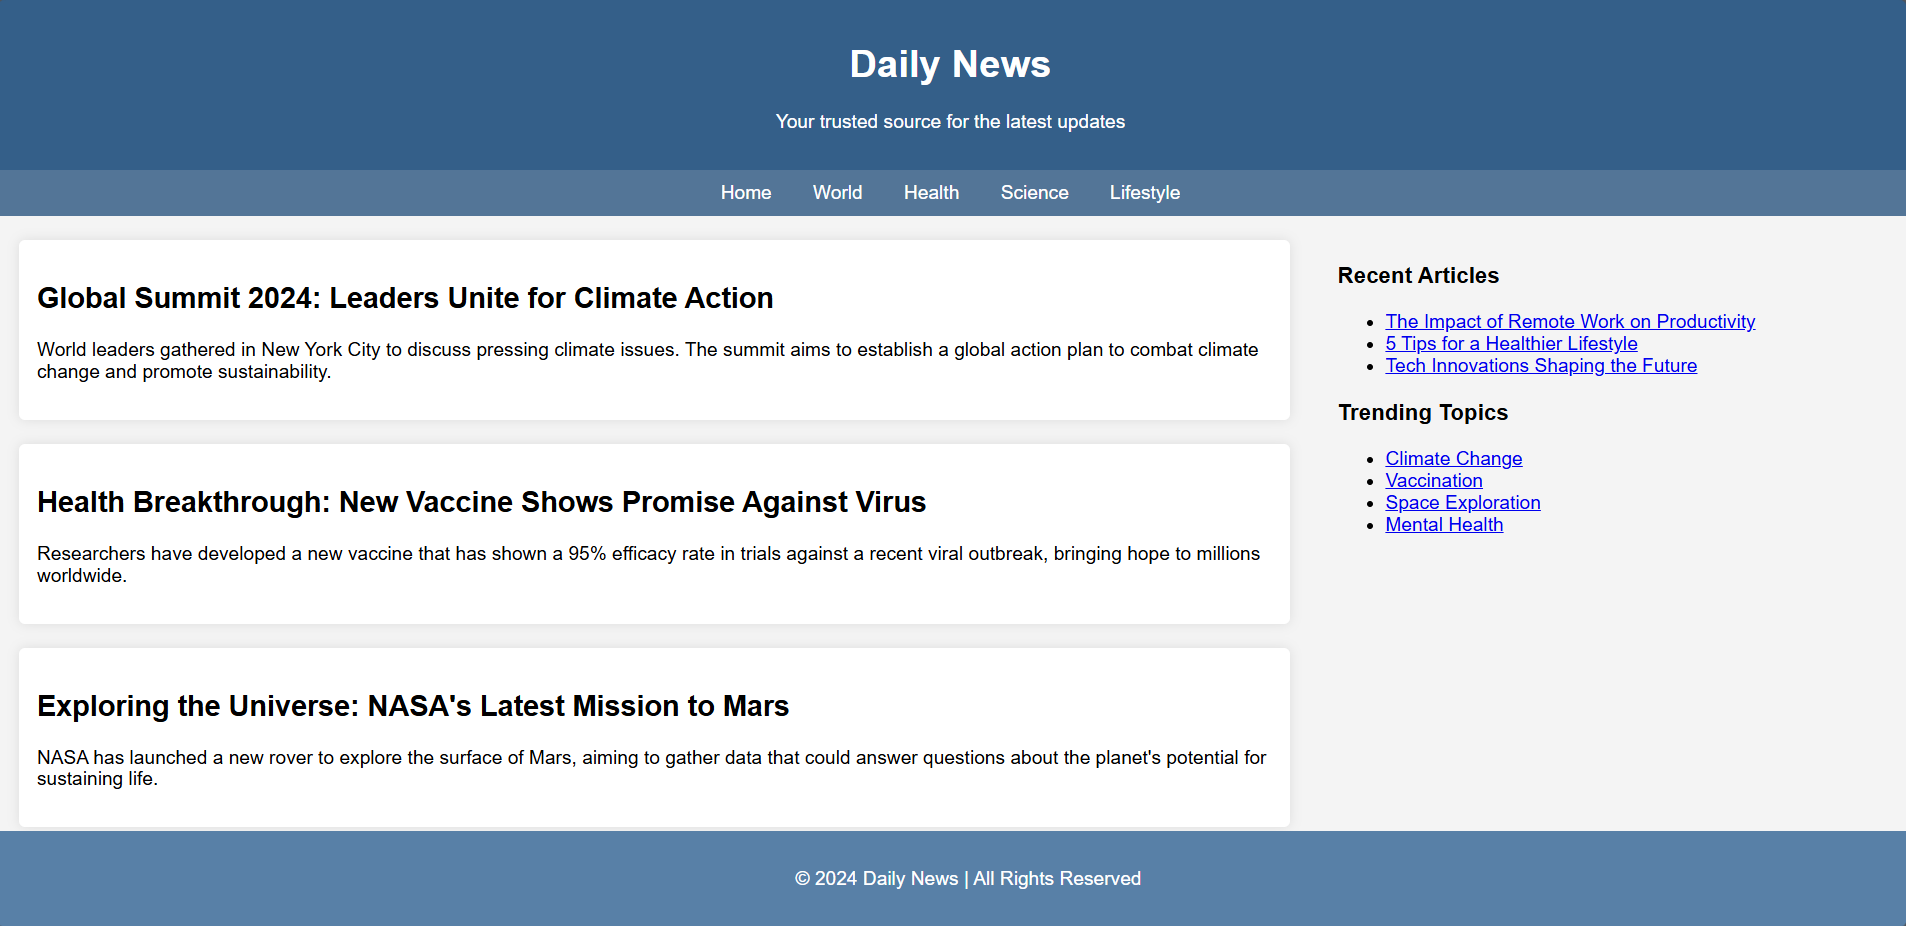 Daily News
Your trusted source for the latest updates
Home World Health Science Lifestyle
Global Summit 2024: Leaders Unite for Climate Action
World leaders gathered in New York City to discuss pressing climate issues. The summit aims to establish a global action plan to combat climate
change and promote sustainability.
Health Breakthrough: New Vaccine Shows Promise Against Virus
Researchers have developed a new vaccine that has shown a 95% efficacy rate in trials against a recent viral outbreak, bringing hope to millions
worldwide.
Exploring the Universe: NASA's Latest Mission to Mars
NASA has launched a new rover to explore the surface of Mars, aiming to gather data that could answer questions about the planet's potential for
sustaining life.
Recent Articles
The Impact of Remote Work on Productivity
5 Tips for a Healthier Lifestyle
Tech Innovations Shaping the Future
Trending Topics
Climate Change
Vaccination
Space Exploration
Mental Health
© 2024 Daily News | All Rights Reserved